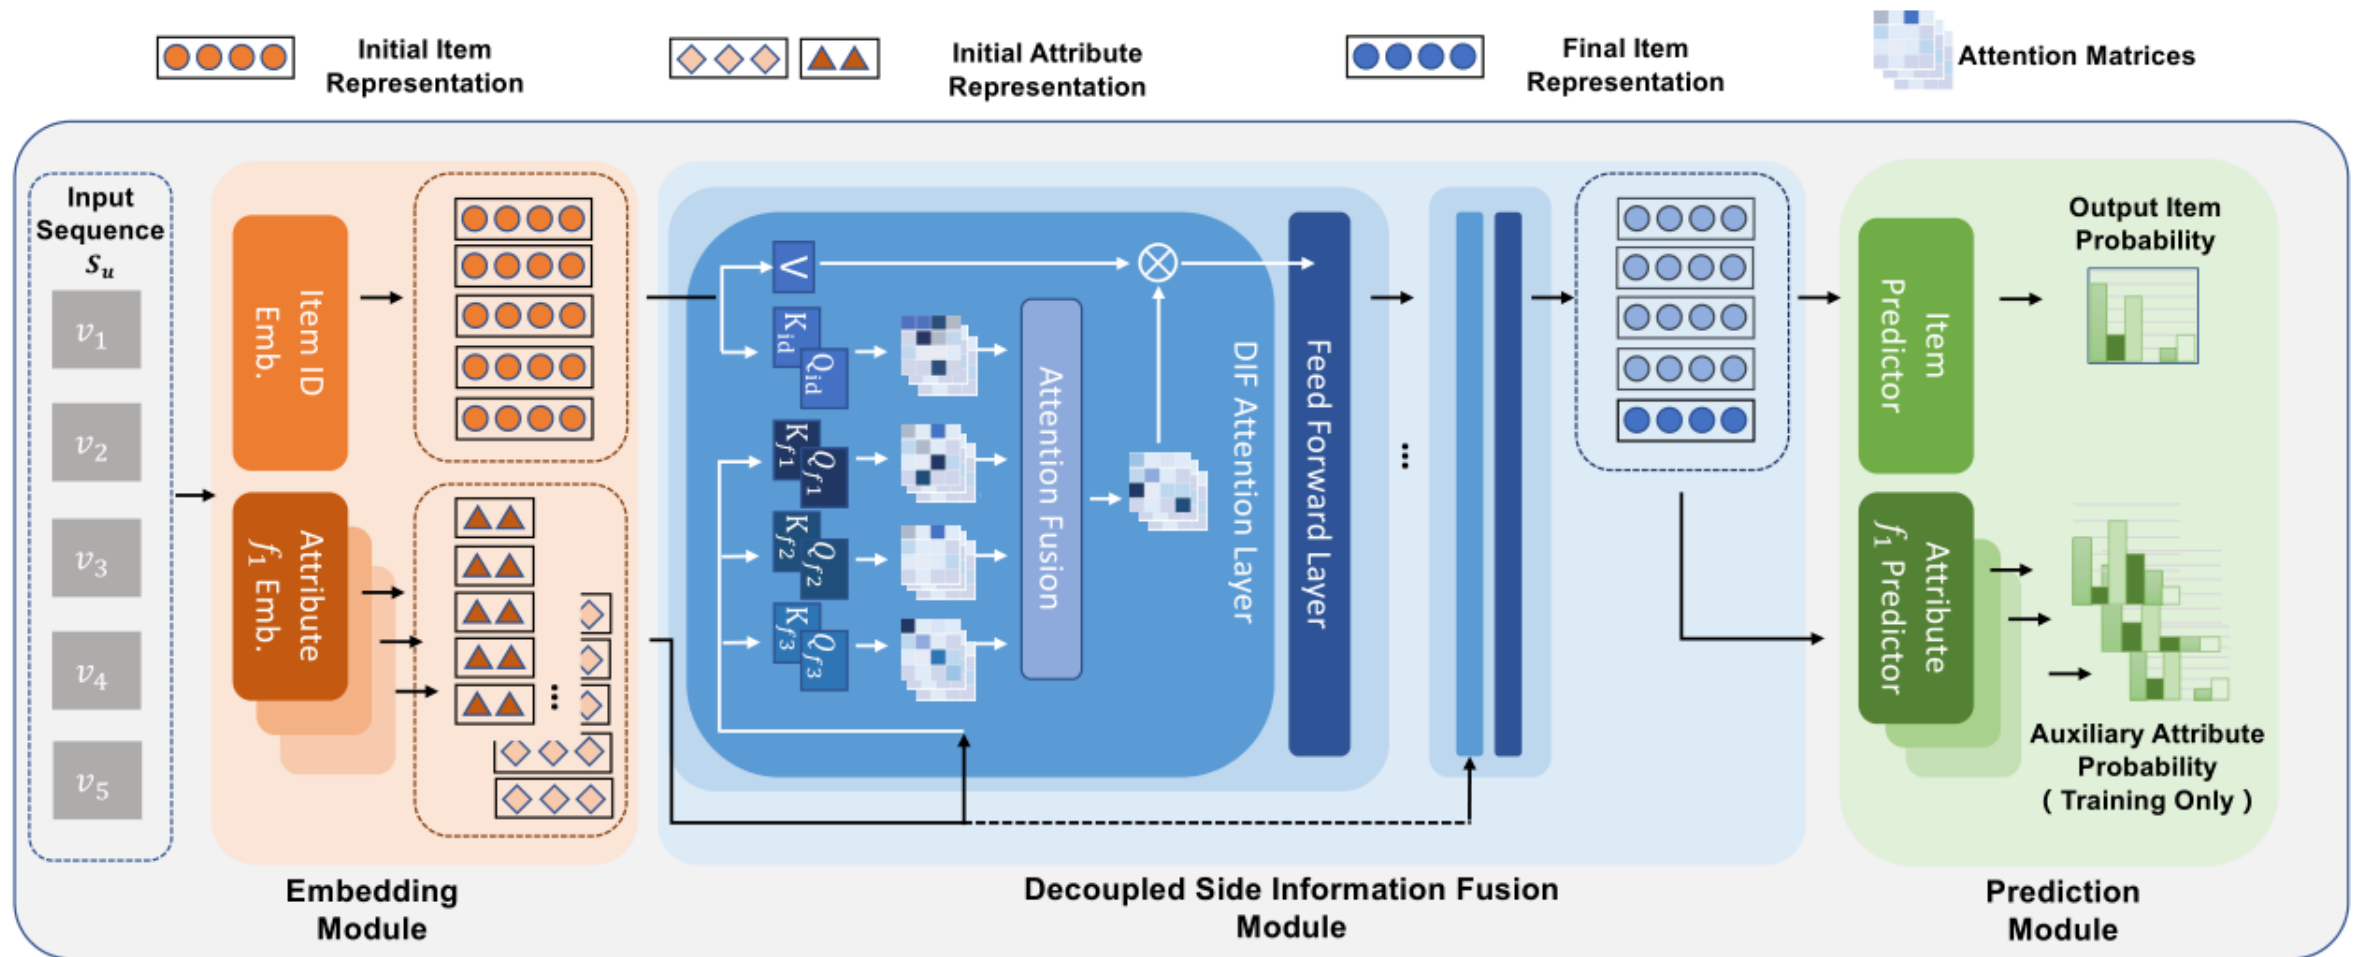 Initial Item
Representation
Initial Attribute
Representation
Final Item
Representation
Attention Matrices
Input
Sequence
S_u
v_1
v_2
v_3
v_4
v_5
Item ID
Emb.
Attribute
f_1 Emb.
...
Embedding
Module
V
K_id
Q_id
K_f1
Q_f1
K_f2
Q_f2
K_f3
Q_f3
Attention Fusion
DIF Attention Layer
Feed Forward Layer
...
Decoupled Side Information Fusion
Module
Item
Predictor
Attribute
f_1 Predictor
Output Item
Probability
Auxiliary Attribute
Probability
( Training Only )
Prediction
Module